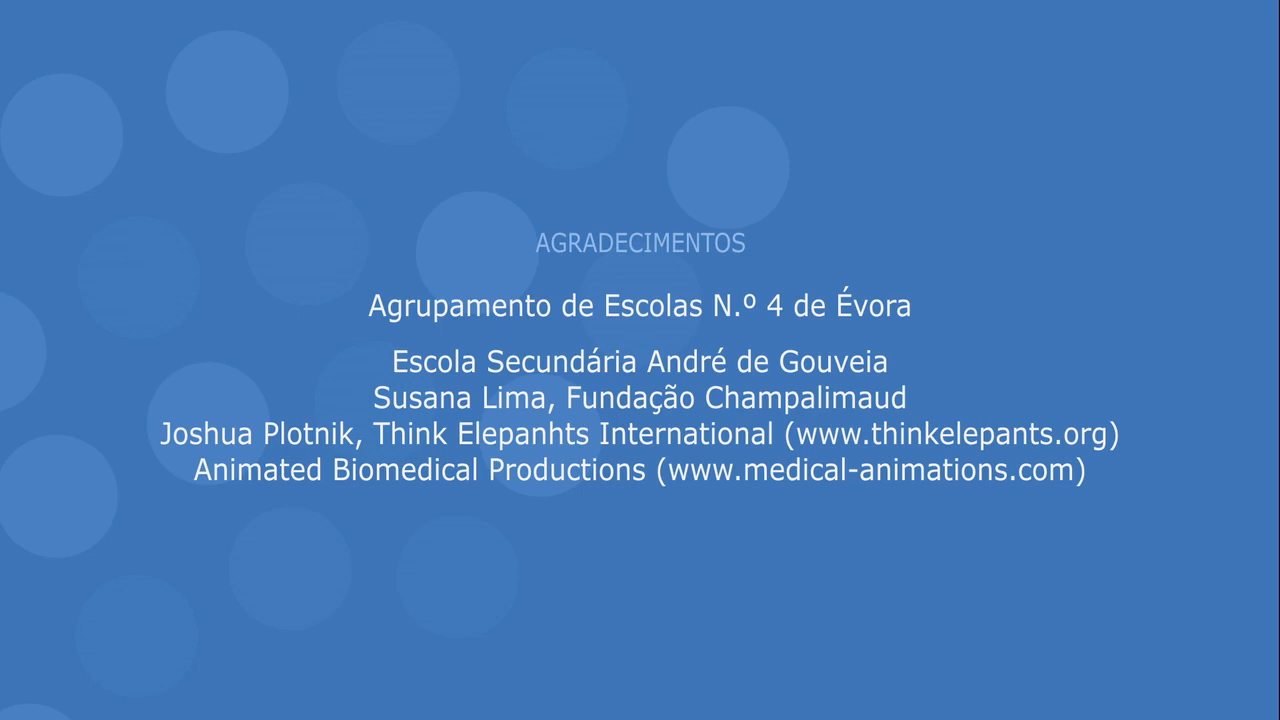 AGRADECIMENTOS
Agrupamento de Escolas N.º 4 de Évora
Escola Secundária André de Gouveia
Susana Lima, Fundação Champalimaud
Joshua Plotnik, Think Elepanhts International (www.thinkelepants.org)
Animated Biomedical Productions (www.medical-animations.com)